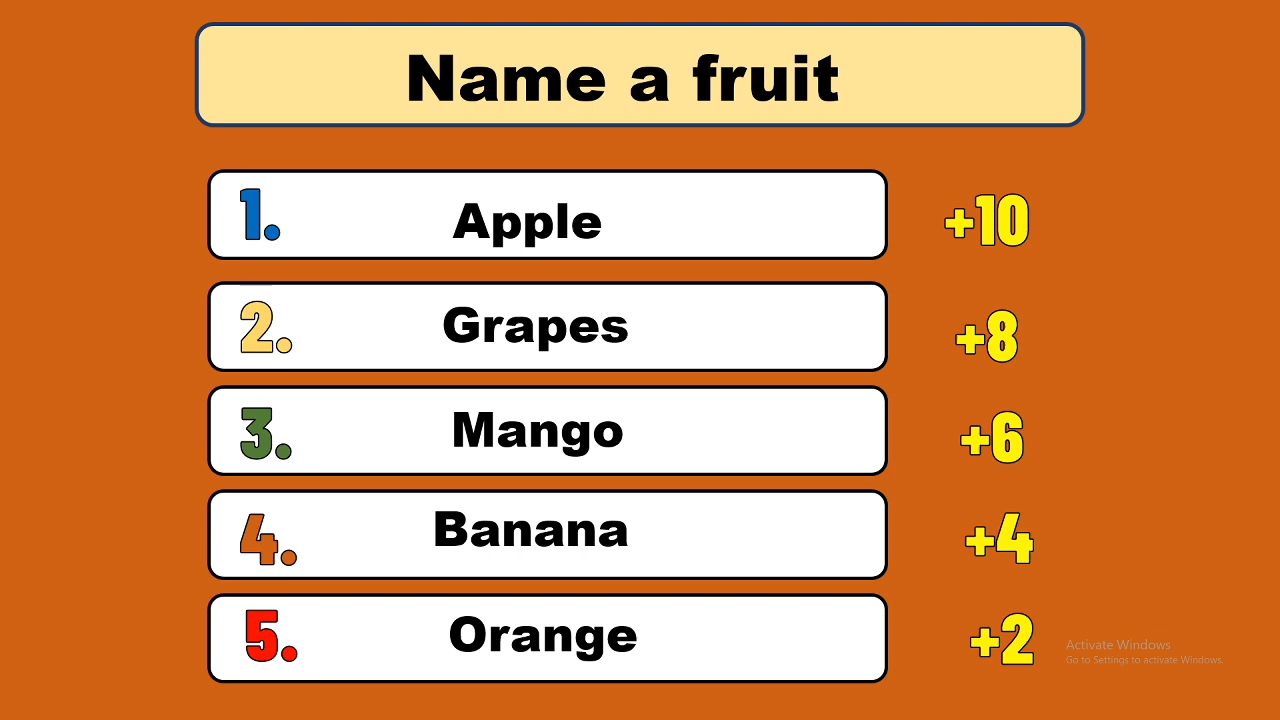 Name a fruit
1. Apple +10
2. Grapes +8
3. Mango +6
4. Banana +4
5. Orange +2
Activate Windows
Go to Settings to activate Windows.